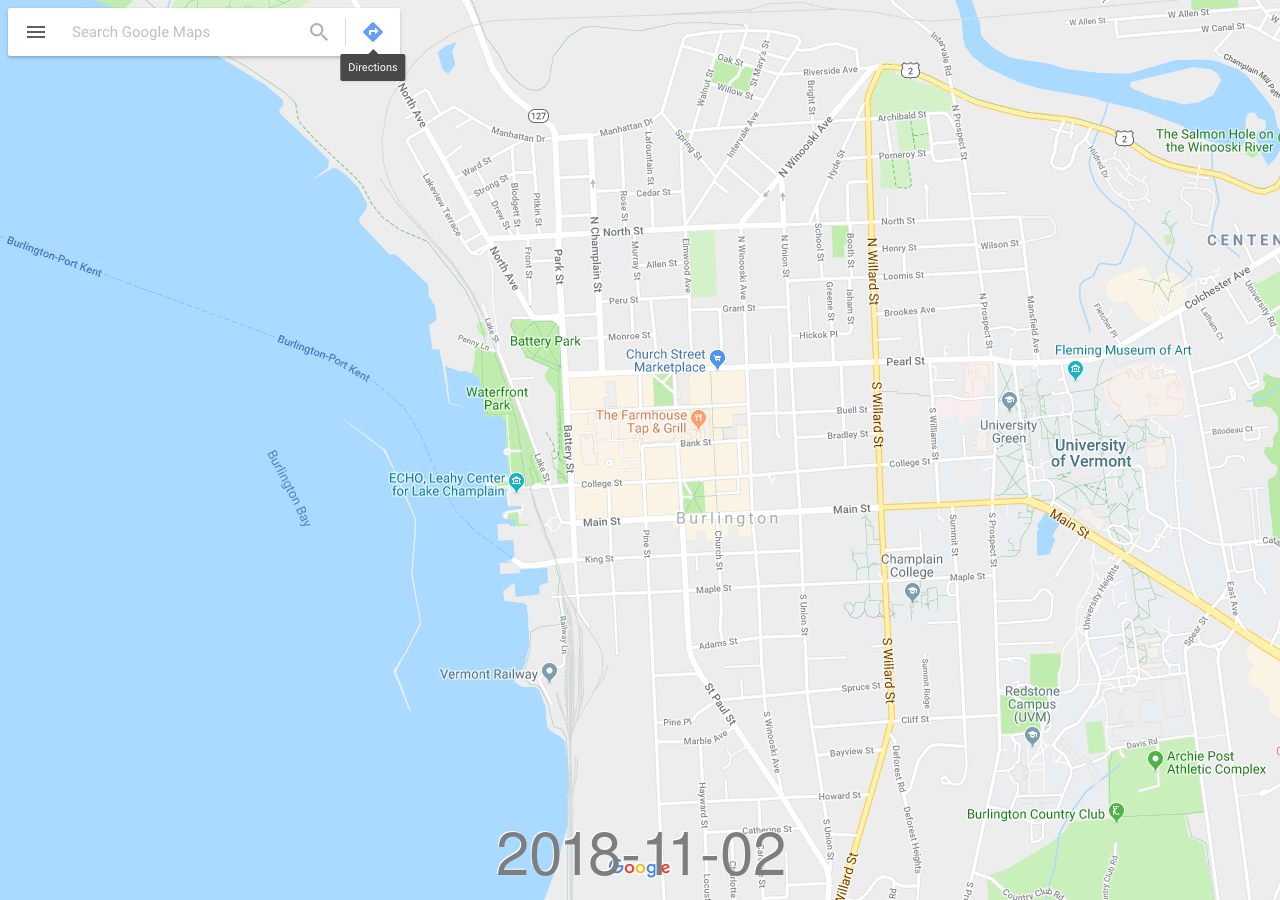 Search Google Maps
Directions
W Allen St
W Allen St
W Canal St
Intervale Rd
Champlain Mill Pkwy
2
Riverside Ave
Oak St
St Mary's St
Walnut St
Willow St
Bright St
North Ave
127
Manhattan Dr
Manhattan Dr
Lafountain St
Spring St
Intervale Ave
N Winooski Ave
Archibald St
N Prospect St
2
The Salmon Hole on
the Winooski River
Hildred Dr
Hyde St
Pomeroy St
Ward St
Strong St
Lakeview Terrace
Drew St
Blodgett St
Pitkin St
Cedar St
Rose St
N Champlain St
North St
North St
School St
Booth St
Henry St
Wilson St
CENTEN
Burlington-Port Kent
North Ave
Front St
Park St
Murray St
Allen St
Elmwood Ave
N Winooski Ave
N Union St
N Willard St
Loomis St
Colchester Ave
University Rd
Peru St
Grant St
Greene St
Isham St
Brookes Ave
N Prospect St
Mansfield Ave
Fletcher Pl
Latham Ct
Lake St
Penny Ln
Battery Park
Monroe St
Hickok Pl
Burlington-Port Kent
Church Street
Marketplace
Pearl St
Fleming Museum of Art
Waterfront
Park
S Willard St
The Farmhouse
Tap & Grill
Buell St
Bradley St
S Williams St
University
Green
Bilodeau Ct
University
of Vermont
Battery St
Bank St
Lake St
College St
College St
ECHO, Leahy Center
for Lake Champlain
Burlington Bay
Main St
Burlington
Main St
Main St
Pine St
Church St
Summit St
S Prospect St
King St
Champlain
College
Maple St
Maple St
University Heights
East Ave
Spear St
S Union St
Railway Ln
Adams St
S Willard St
Vermont Railway
Spruce St
Summit Ridge
Redstone
Campus
(UVM)
St Paul St
Pine Pl
Marble Ave
S Winooski Ave
Cliff St
Bayview St
Deforest Rd
Davis Rd
Archie Post
Athletic Complex
Hayward St
Howard St
Deforest Heights
Burlington Country Club
Catherine St
S Union St
2018-11-02
Google
Locust
Charlotte
Willard St
Country Club Rd
Country Club Rd